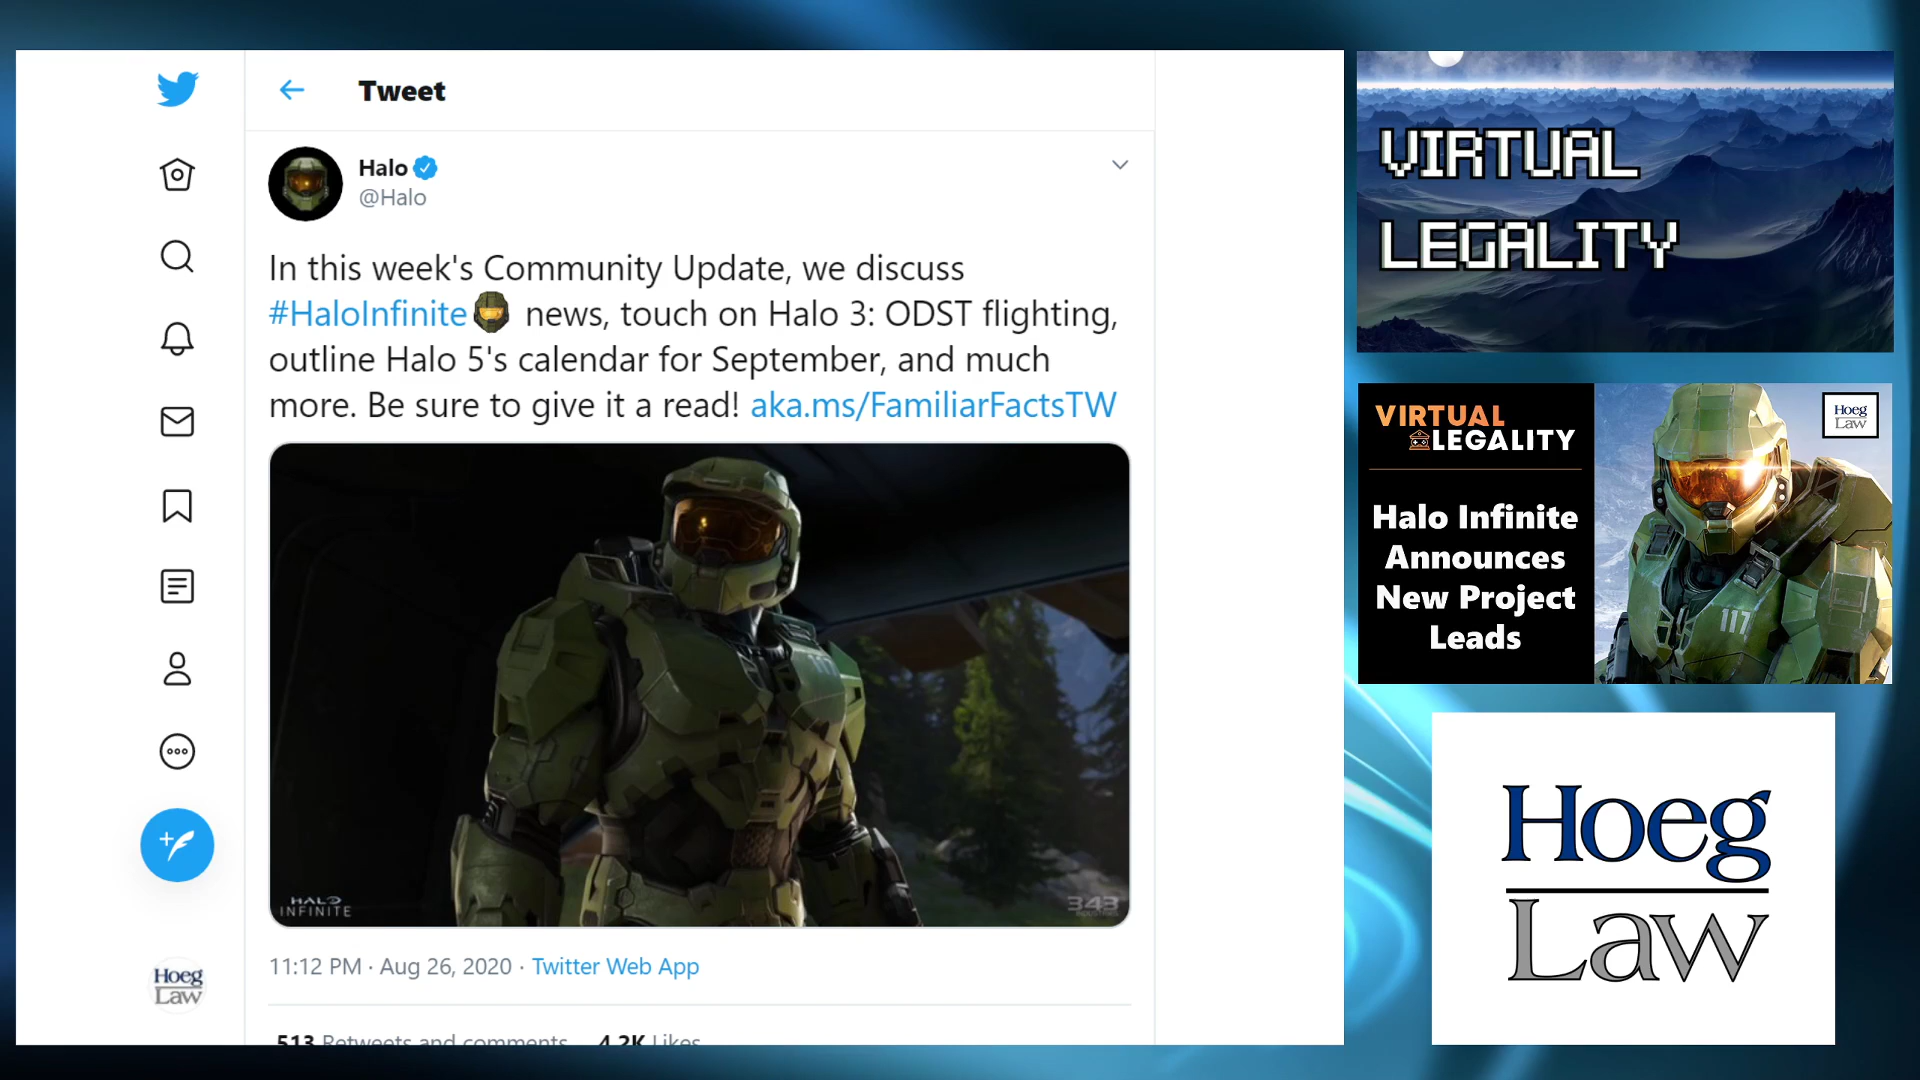 Tweet
Halo
@Halo
In this week's Community Update, we discuss
#HaloInfinite news, touch on Halo 3: ODST flighting,
outline Halo 5's calendar for September, and much
more. Be sure to give it a read! aka.ms/FamiliarFactsTW
HALO
INFINITE
343
INDUSTRIES
11:12 PM · Aug 26, 2020 · Twitter Web App
513 Retweets and comments 4.2K Likes
Hoeg
Law
VIRTUAL
LEGALITY
VIRTUAL
LEGALITY
Halo Infinite
Announces
New Project
Leads
Hoeg
Law
117
Hoeg
Law